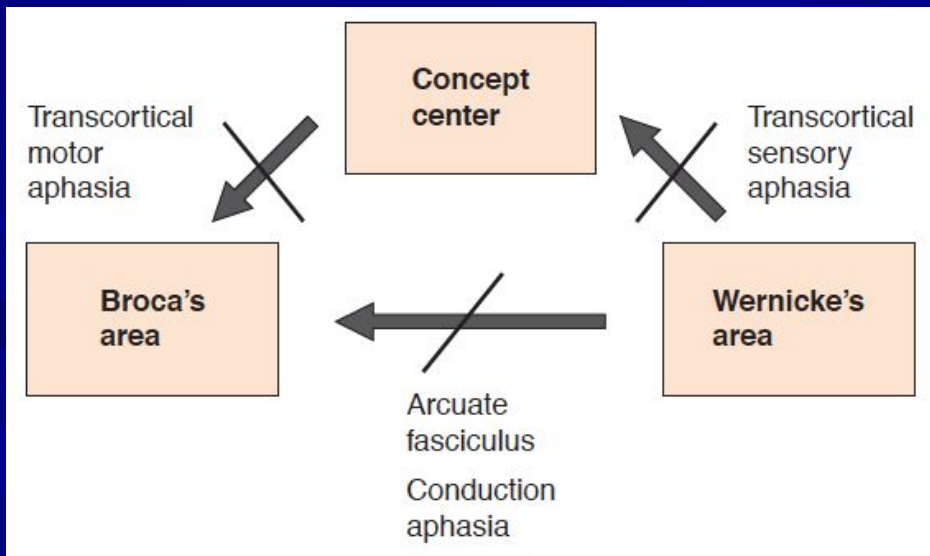 Concept
center
Transcortical
motor
aphasia
Transcortical
sensory
aphasia
Broca's
area
Wernicke's
area
Arcuate
fasciculus
Conduction
aphasia